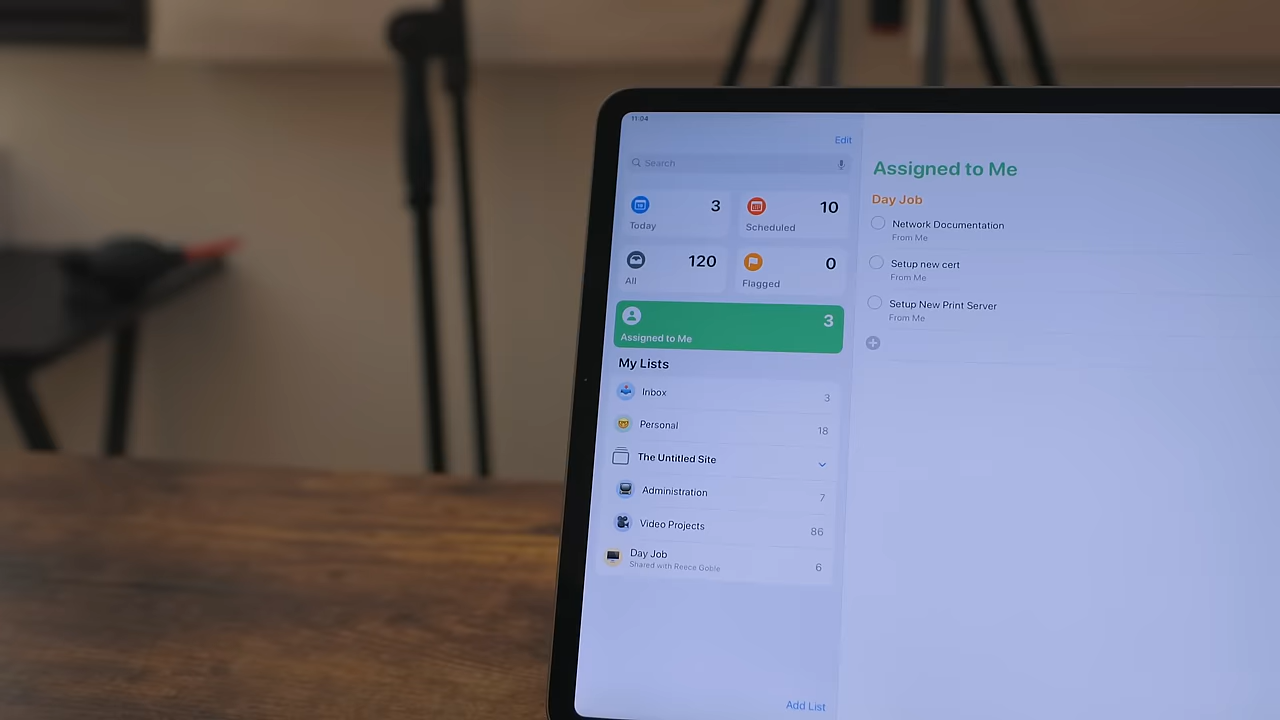 11:04
Edit
Search
3
Today
10
Scheduled
120
All
0
Flagged
3
Assigned to Me
My Lists
Inbox 3
Personal 18
The Untitled Site
Administration 7
Video Projects 86
Day Job
Shared with Reece Goble 6
Add List
Assigned to Me
Day Job
Network Documentation
From Me
Setup new cert
From Me
Setup New Print Server
From Me